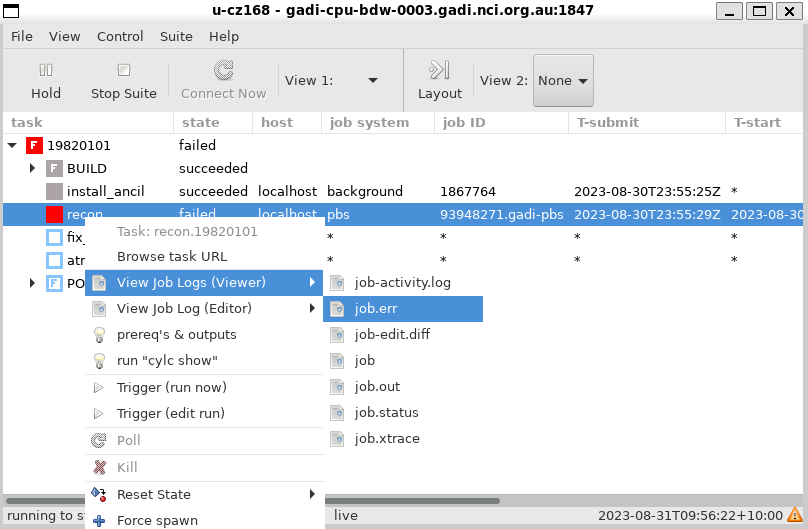 u-cz168 - gadi-cpu-bdw-0003.gadi.nci.org.au:1847
File View Control Suite Help
Hold Stop Suite Connect Now View 1: Layout View 2: None
task state host job system job ID T-submit T-start
F 19820101 failed
F BUILD succeeded
install_ancil succeeded localhost background 1867764 2023-08-30T23:55:25Z *
recon failed localhost pbs 93948271.gadi-pbs 2023-08-30T23:55:29Z 2023-08-30
fix_ * * * *
atm * * * *
F PO
Task: recon.19820101
Browse task URL
View Job Logs (Viewer)
View Job Log (Editor)
prereq's & outputs
run "cylc show"
Trigger (run now)
Trigger (edit run)
Poll
Kill
Reset State
Force spawn
job-activity.log
job.err
job-edit.diff
job
job.out
job.status
job.xtrace
running to s live 2023-08-31T09:56:22+10:00